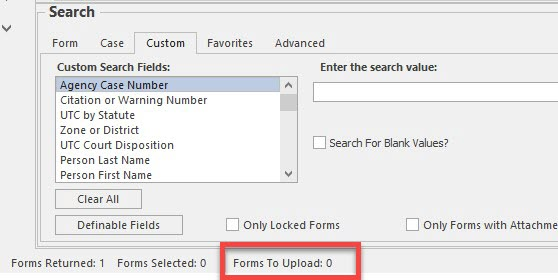 Search
Form Case Custom Favorites Advanced
Custom Search Fields: Enter the search value:
Agency Case Number
Citation or Warning Number
UTC by Statute
Zone or District
UTC Court Disposition
Person Last Name
Person First Name
Search For Blank Values?
Clear All
Definable Fields Only Locked Forms Only Forms with Attachme
Forms Returned: 1 Forms Selected: 0 Forms To Upload: 0